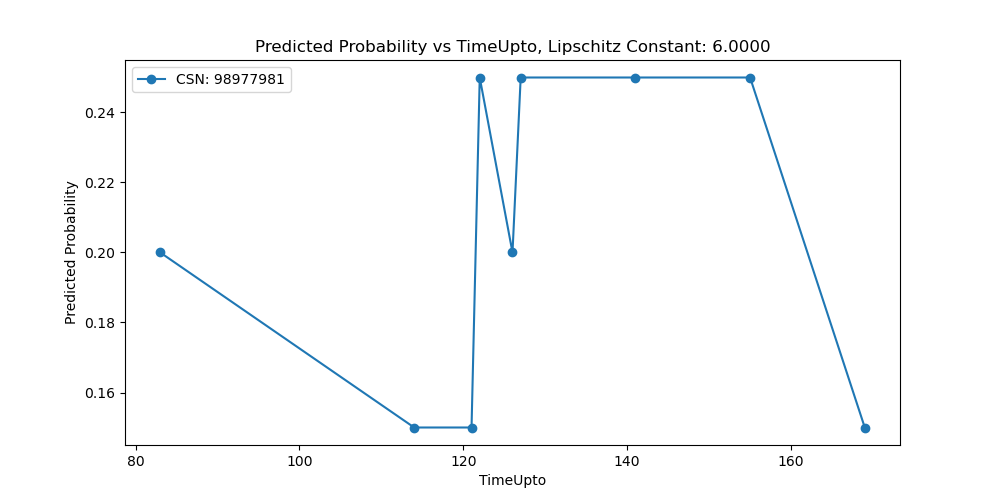 Predicted Probability vs TimeUpto, Lipschitz Constant: 6.0000
CSN: 98977981
Predicted Probability
0.24
0.22
0.20
0.18
0.16
80 100 120 140 160
TimeUpto